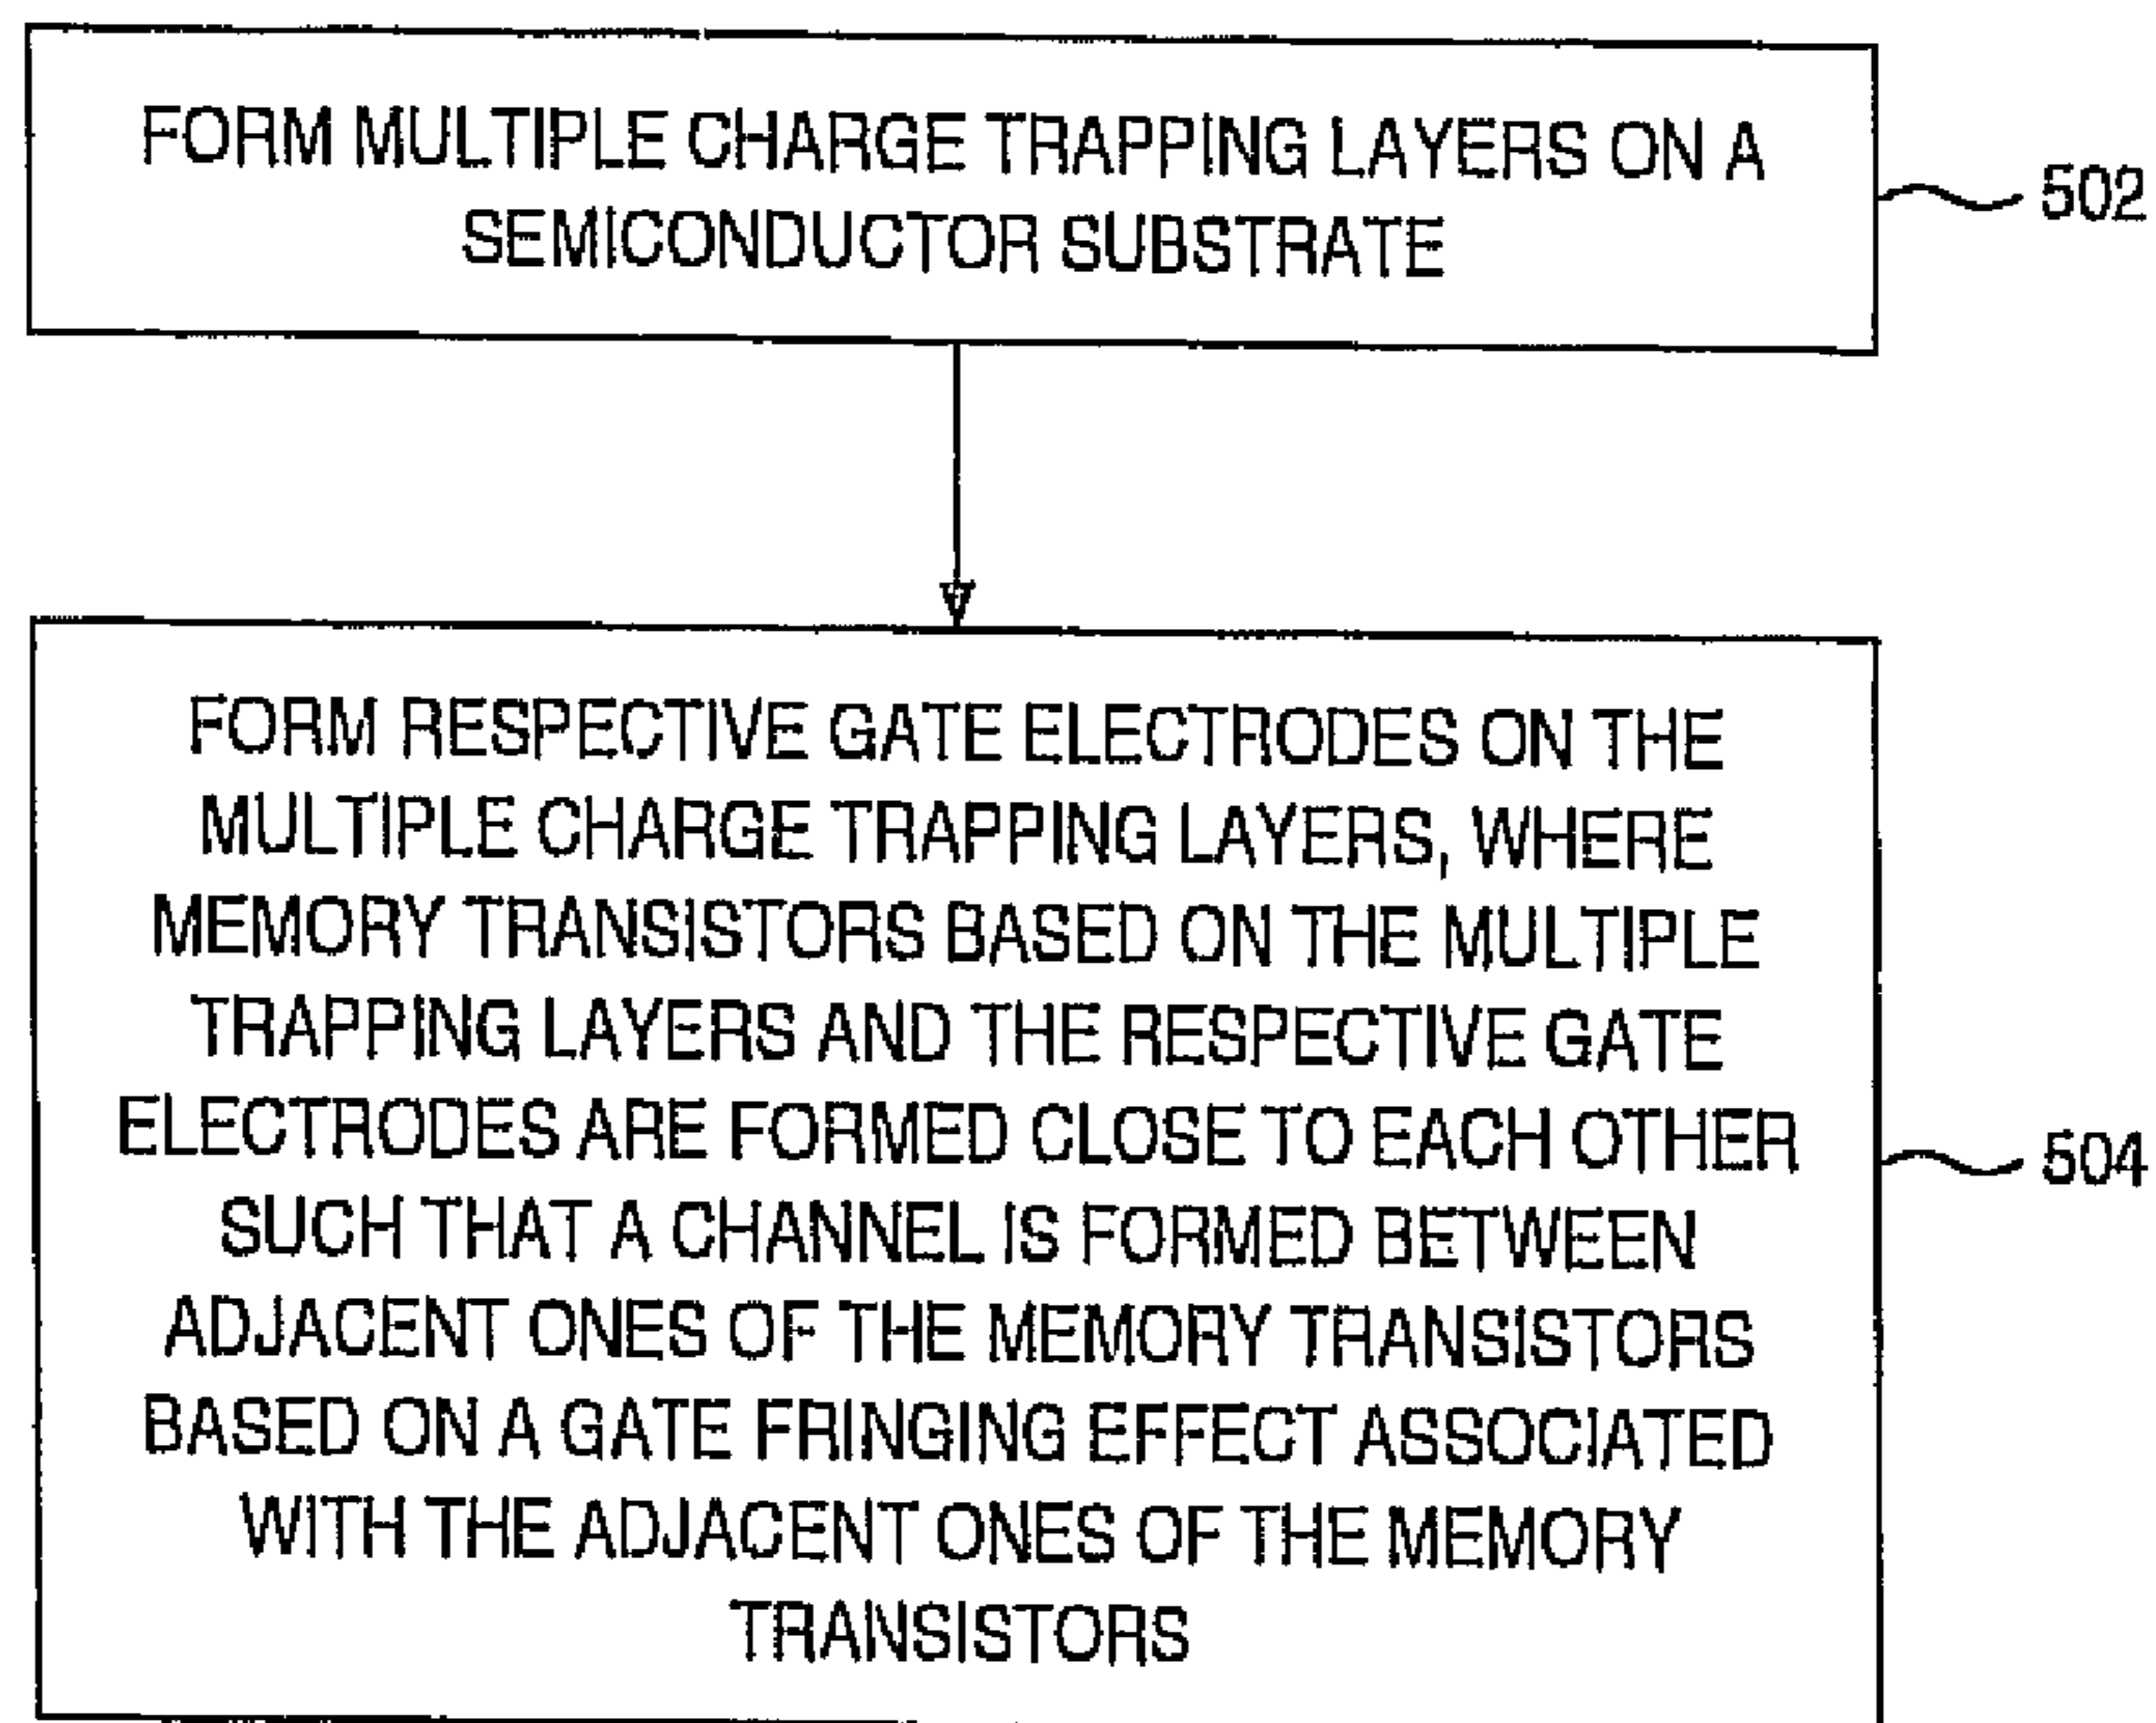 FORM MULTIPLE CHARGE TRAPPING LAYERS ON A
SEMICONDUCTOR SUBSTRATE
502
FORM RESPECTIVE GATE ELECTRODES ON THE
MULTIPLE CHARGE TRAPPING LAYERS, WHERE
MEMORY TRANSISTORS BASED ON THE MULTIPLE
TRAPPING LAYERS AND THE RESPECTIVE GATE
ELECTRODES ARE FORMED CLOSE TO EACH OTHER
SUCH THAT A CHANNEL IS FORMED BETWEEN
ADJACENT ONES OF THE MEMORY TRANSISTORS
BASED ON A GATE FRINGING EFFECT ASSOCIATED
WITH THE ADJACENT ONES OF THE MEMORY
TRANSISTORS
504